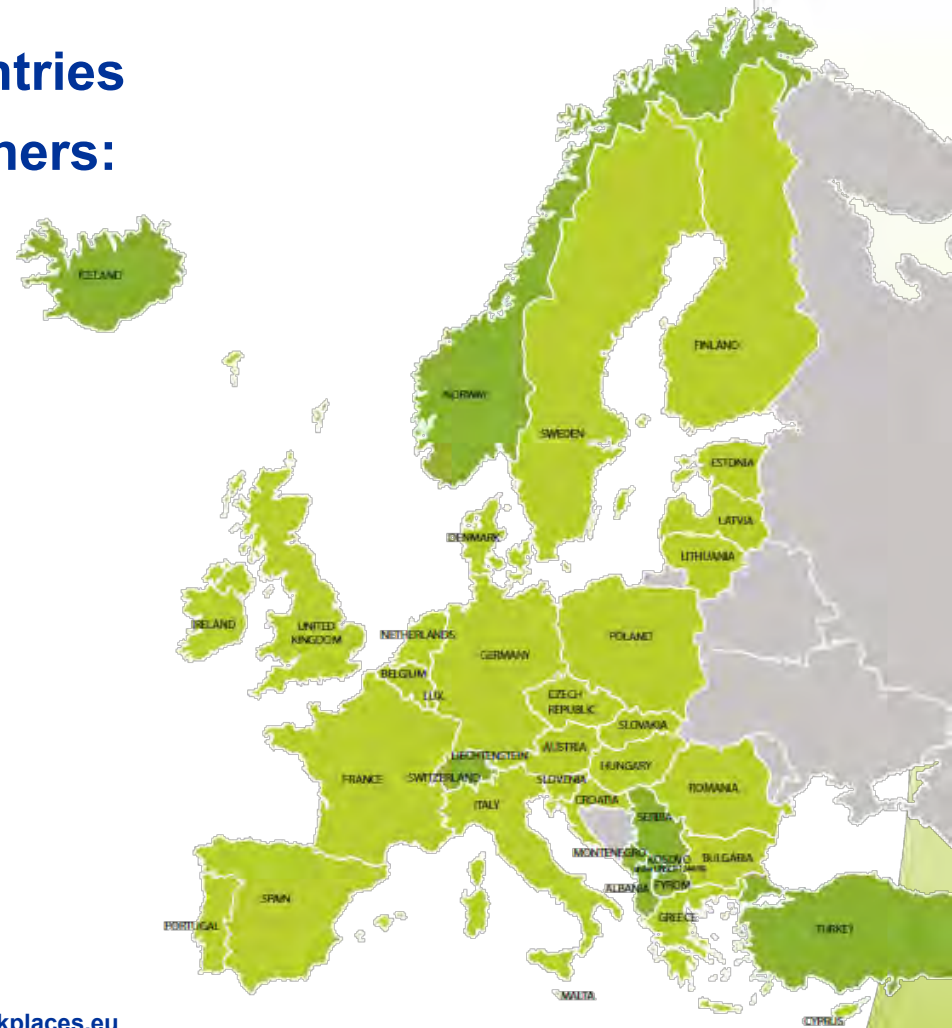 ntries
ners:
ICELAND
FINLAND
NORWAY
SWEDEN
ESTONIA
LATVIA
DENMARK
LITHUANIA
IRELAND
UNITED
KINGDOM
NETHERLANDS
POLAND
GERMANY
BELGIUM
LUX.
CZECH
REPUBLIC
SLOVAKIA
AUSTRIA
LIECHTENSTEIN
HUNGARY
FRANCE
SWITZERLAND
SLOVENIA
ROMANIA
CROATIA
ITALY
SERBIA
MONTENEGRO
KOSOVO
BULGARIA
ALBANIA
FYROM
SPAIN
GREECE
PORTUGAL
TURKEY
MALTA
CYPRUS
kplaces.eu